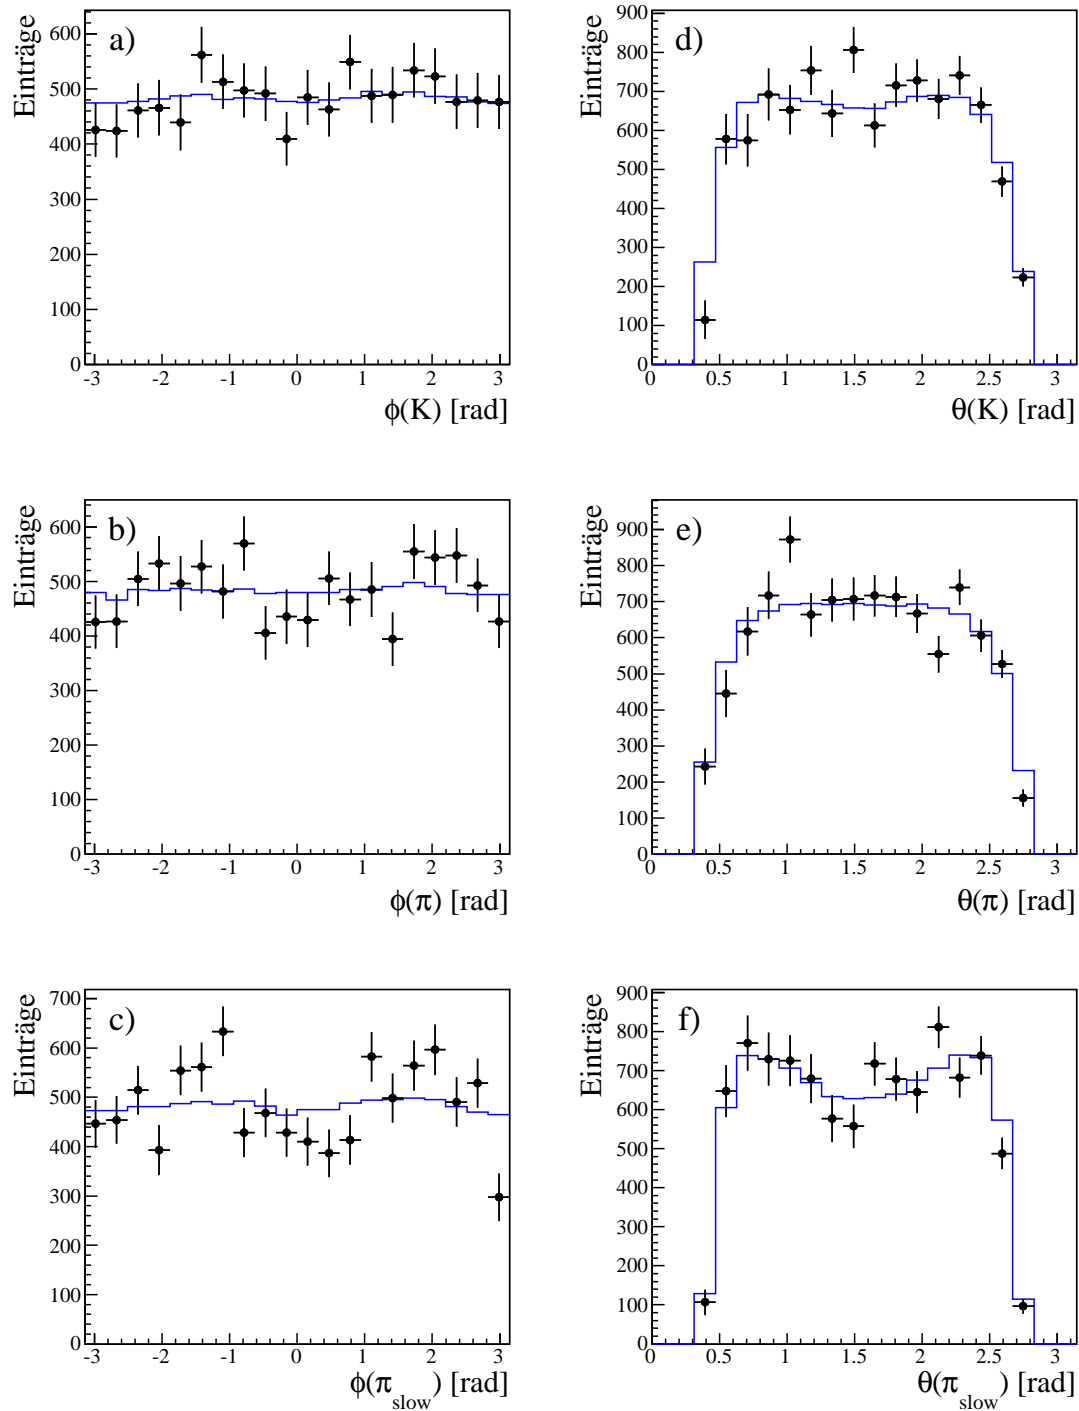 a)
Einträge
600
500
400
300
200
100
0
-3 -2 -1 0 1 2 3
ϕ(K) [rad]
d)
Einträge
900
800
700
600
500
400
300
200
100
0
0 0.5 1 1.5 2 2.5 3
θ(K) [rad]
b)
Einträge
600
500
400
300
200
100
0
-3 -2 -1 0 1 2 3
ϕ(π) [rad]
e)
Einträge
900
800
700
600
500
400
300
200
100
0
0 0.5 1 1.5 2 2.5 3
θ(π) [rad]
c)
Einträge
700
600
500
400
300
200
100
0
-3 -2 -1 0 1 2 3
ϕ(π_slow) [rad]
f)
Einträge
900
800
700
600
500
400
300
200
100
0
0 0.5 1 1.5 2 2.5 3
θ(π_slow) [rad]